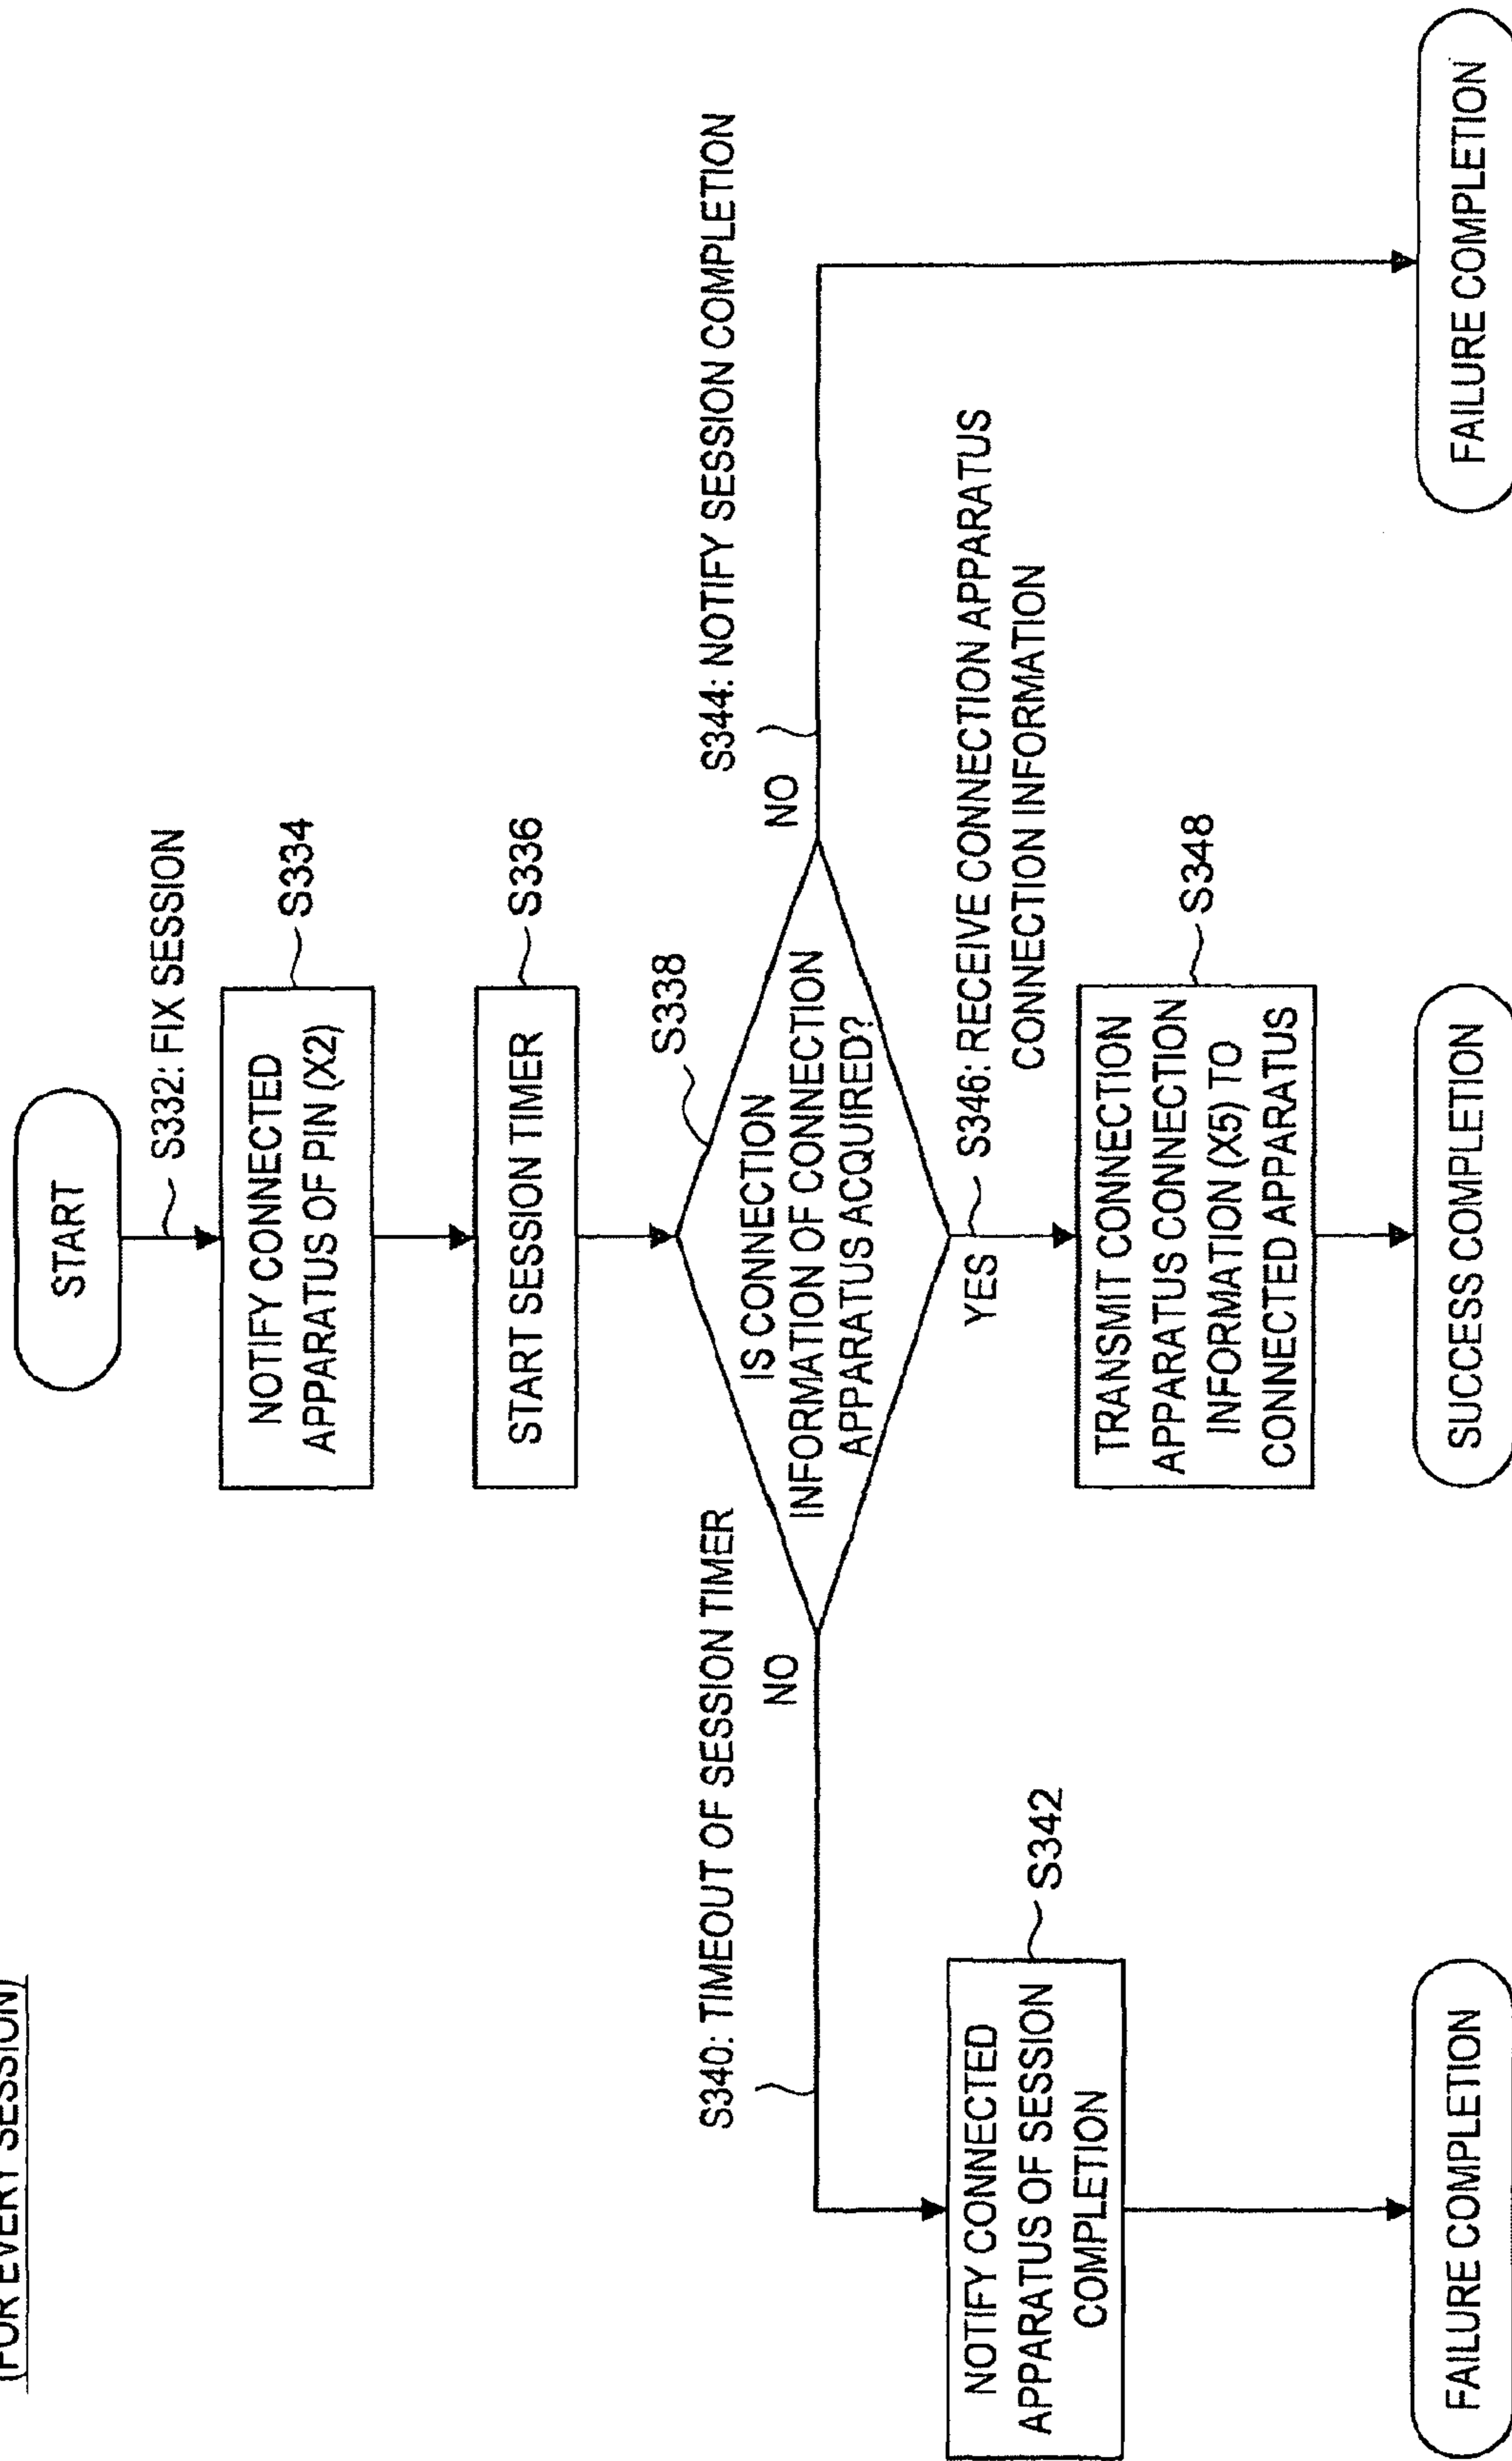 (FOR EVERY SESSION)
START
S332: FIX SESSION
NOTIFY CONNECTED
APPARATUS OF PIN (X2)
S334
START SESSION TIMER
S336
S338
IS CONNECTION
INFORMATION OF CONNECTION
APPARATUS ACQUIRED?
S340: TIMEOUT OF SESSION TIMER
NO
S344: NOTIFY SESSION COMPLETION
NO
YES
S346: RECEIVE CONNECTION APPARATUS
CONNECTION INFORMATION
NOTIFY CONNECTED
APPARATUS OF SESSION
COMPLETION
S342
TRANSMIT CONNECTION
APPARATUS CONNECTION
INFORMATION (X5) TO
CONNECTED APPARATUS
S348
FAILURE COMPLETION
SUCCESS COMPLETION
FAILURE COMPLETION